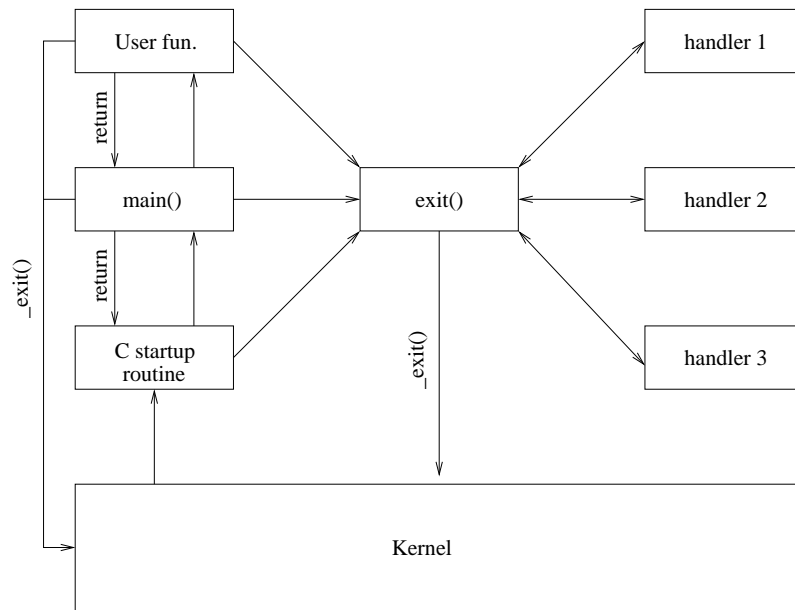 User fun.
handler 1
return
main()
exit()
handler 2
return
_exit()
C startup
routine
_exit()
handler 3
Kernel